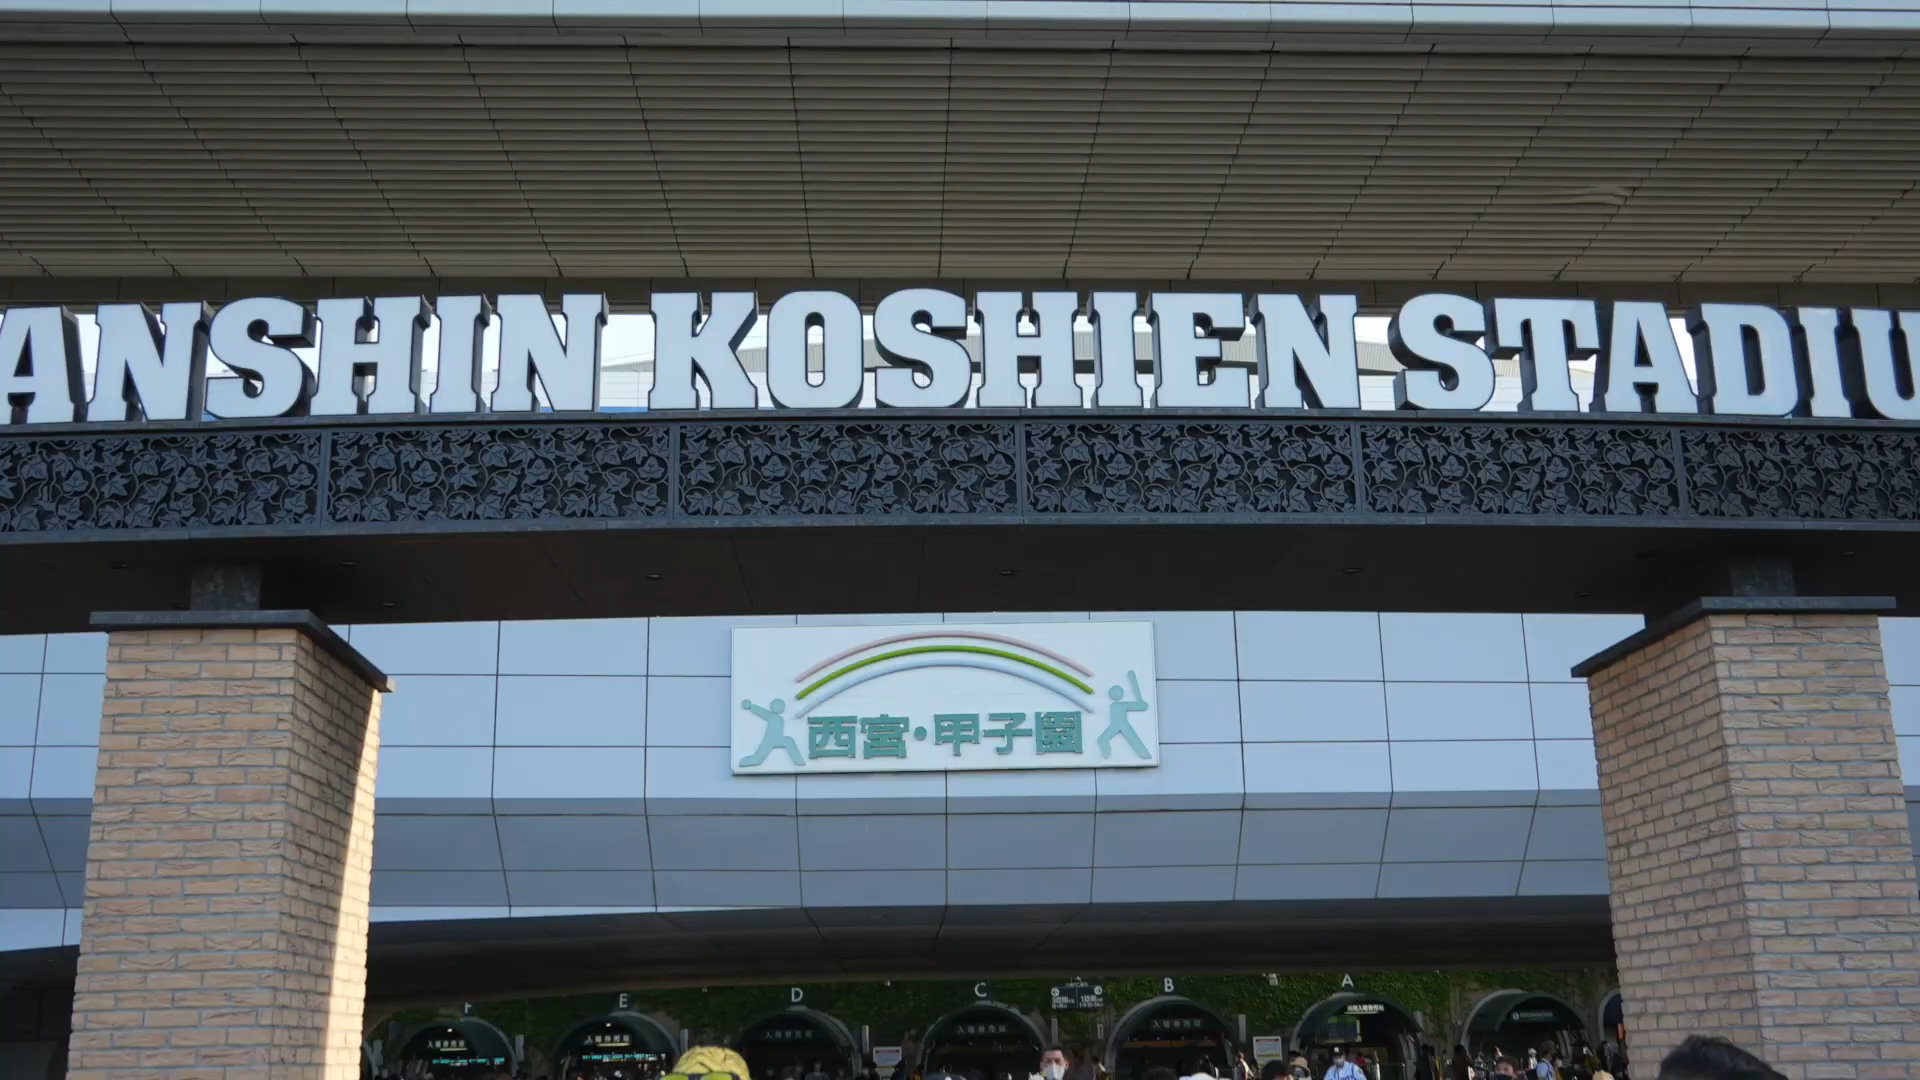 ANSHIN KOSHIEN STADIU
西宮・甲子園
F E D C B A